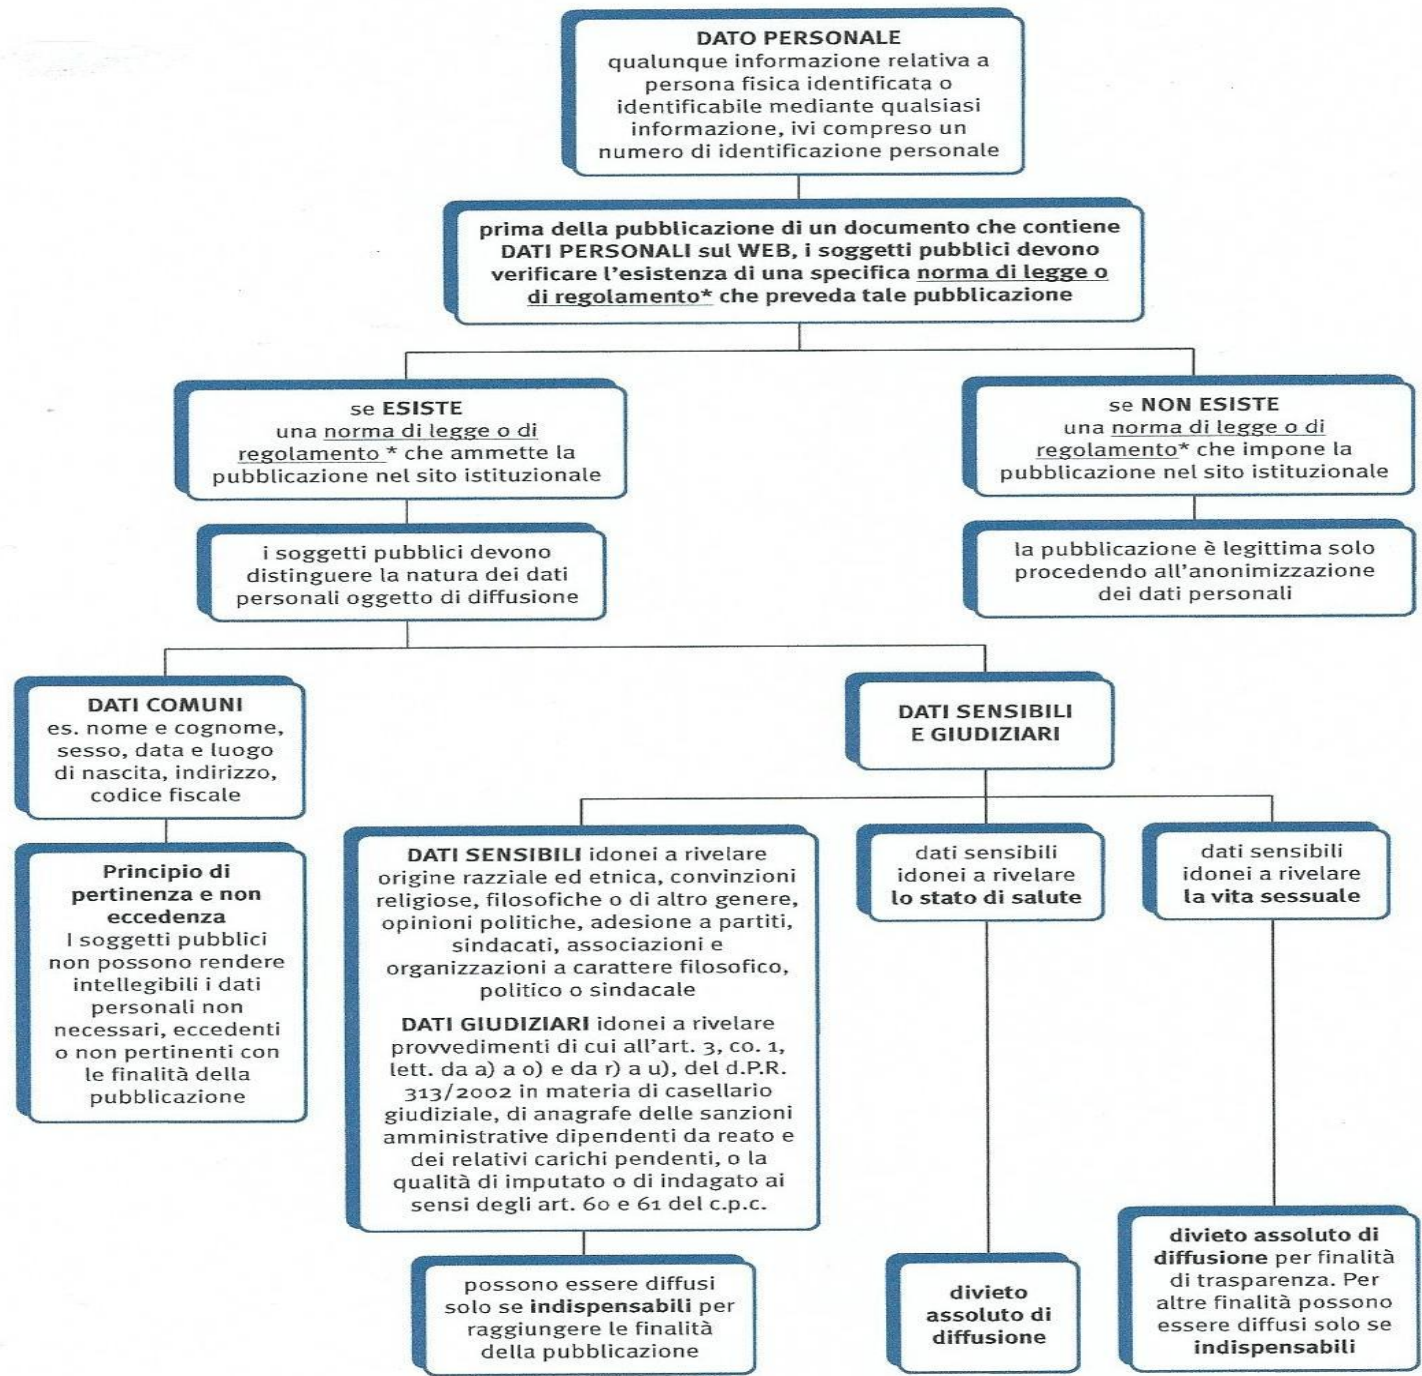 DATO PERSONALE
qualunque informazione relativa a
persona fisica identificata o
identificabile mediante qualsiasi
informazione, ivi compreso un
numero di identificazione personale
prima della pubblicazione di un documento che contiene
DATI PERSONALI sul WEB, i soggetti pubblici devono
verificare l'esistenza di una specifica norma di legge o
di regolamento* che preveda tale pubblicazione
se ESISTE
una norma di legge o di
regolamento * che ammette la
pubblicazione nel sito istituzionale
se NON ESISTE
una norma di legge o di
regolamento* che impone la
pubblicazione nel sito istituzionale
i soggetti pubblici devono
distinguere la natura dei dati
personali oggetto di diffusione
la pubblicazione è legittima solo
procedendo all'anonimizzazione
dei dati personali
DATI COMUNI
es. nome e cognome,
sesso, data e luogo
di nascita, indirizzo,
codice fiscale
DATI SENSIBILI
E GIUDIZIARI
Principio di
pertinenza e non
eccedenza
I soggetti pubblici
non possono rendere
intellegibili i dati
personali non
necessari, eccedenti
o non pertinenti con
le finalità della
pubblicazione
DATI SENSIBILI idonei a rivelare
origine razziale ed etnica, convinzioni
religiose, filosofiche o di altro genere,
opinioni politiche, adesione a partiti,
sindacati, associazioni e
organizzazioni a carattere filosofico,
politico o sindacale
DATI GIUDIZIARI idonei a rivelare
provvedimenti di cui all'art. 3, co. 1,
lett. da a) a o) e da r) a u), del d.P.R.
313/2002 in materia di casellario
giudiziale, di anagrafe delle sanzioni
amministrative dipendenti da reato e
dei relativi carichi pendenti, o la
qualità di imputato o di indagato ai
sensi degli art. 60 e 61 del c.p.c.
dati sensibili
idonei a rivelare
lo stato di salute
dati sensibili
idonei a rivelare
la vita sessuale
possono essere diffusi
solo se indispensabili per
raggiungere le finalità
della pubblicazione
divieto
assoluto di
diffusione
divieto assoluto di
diffusione per finalità
di trasparenza. Per
altre finalità possono
essere diffusi solo se
indispensabili